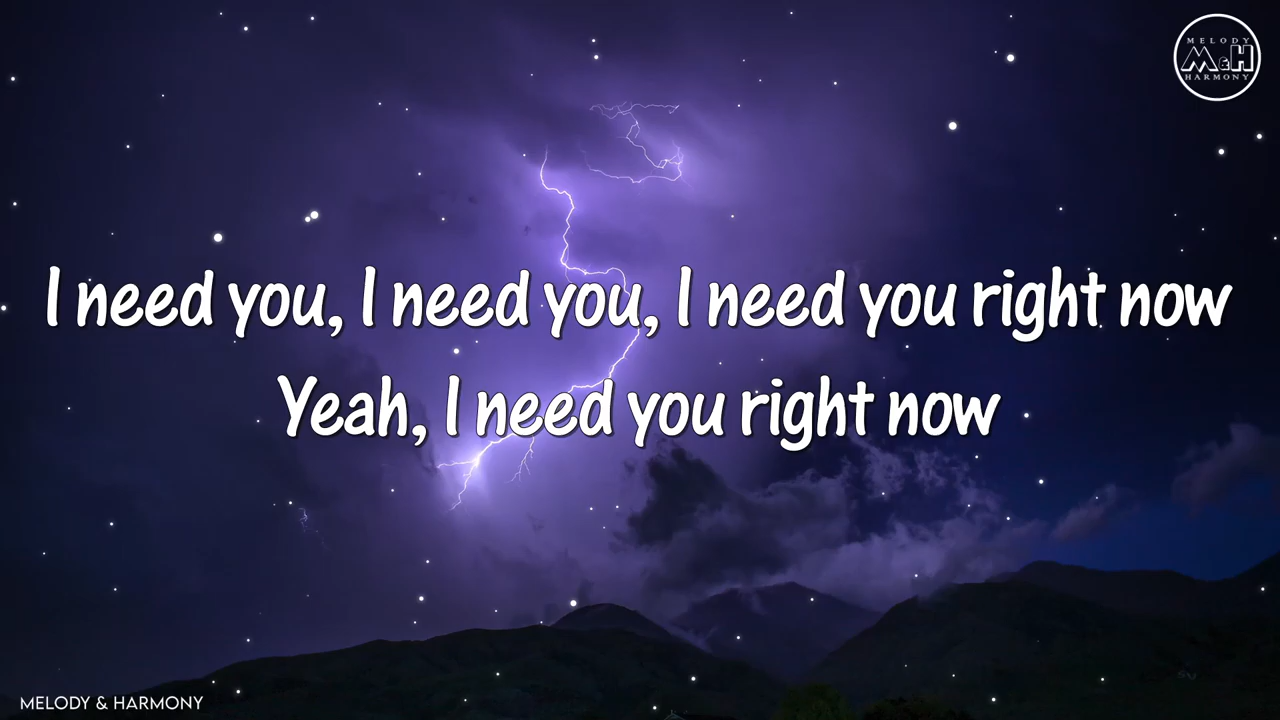 MELODY
M&H
HARMONY
I need you, I need you, I need you right now
Yeah, I need you right now
MELODY & HARMONY